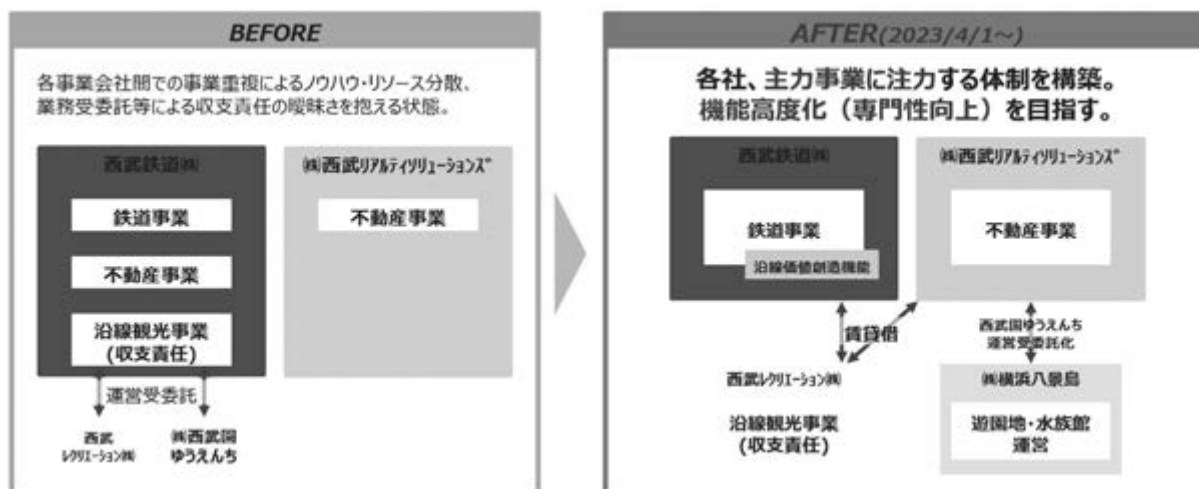 BEFORE
各事業会社間での事業重複によるノウハウ・リソース分散、
業務受委託等による収支責任の曖昧さを抱える状態。
西武鉄道㈱
鉄道事業
不動産事業
沿線観光事業
(収支責任)
運営受委託
西武
ﾚｸﾘｴｰｼｮﾝ㈱
㈱西武園
ゆうえんち
㈱西武ﾘｱﾙﾃｨｿﾘｭｰｼｮﾝｽﾞ
不動産事業
AFTER(2023/4/1～)
各社、主力事業に注力する体制を構築。
機能高度化（専門性向上）を目指す。
西武鉄道㈱
鉄道事業
沿線価値創造機能
㈱西武ﾘｱﾙﾃｨｿﾘｭｰｼｮﾝｽﾞ
不動産事業
賃貸借
西武園ゆうえんち
運営受委託化
西武ﾚｸﾘｴｰｼｮﾝ㈱
沿線観光事業
(収支責任)
㈱横浜八景島
遊園地・水族館
運営